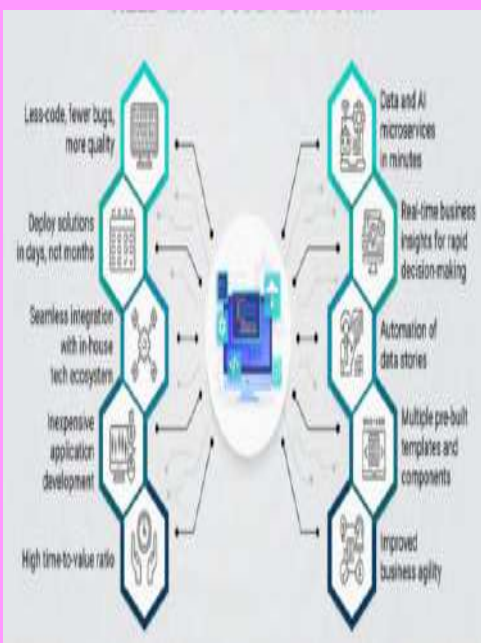 Less-code, fewer bugs,
more quality
Deploy solutions
in days, not months
Seamless integration
with in-house
tech ecosystem
Inexpensive
application
development
High time-to-value ratio
Data and AI
microservices
in minutes
Real-time business
insights for rapid
decision-making
Automation of
data stories
Multiple pre-built
templates and
components
Improved
business agility